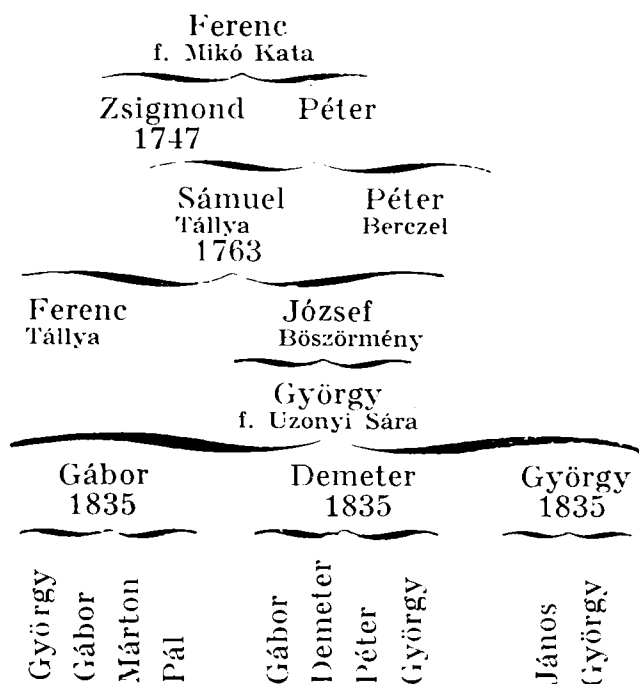 Ferenc
f. Mikó Kata
Zsigmond Péter
1747
Sámuel Péter
Tállya Berczel
1763
Ferenc József
Tállya Böszörmény
György
f. Uzonyi Sára
Gábor Demeter György
1835 1835 1835
György
Gábor
Márton
Pál
Gábor
Demeter
Péter
György
János
György